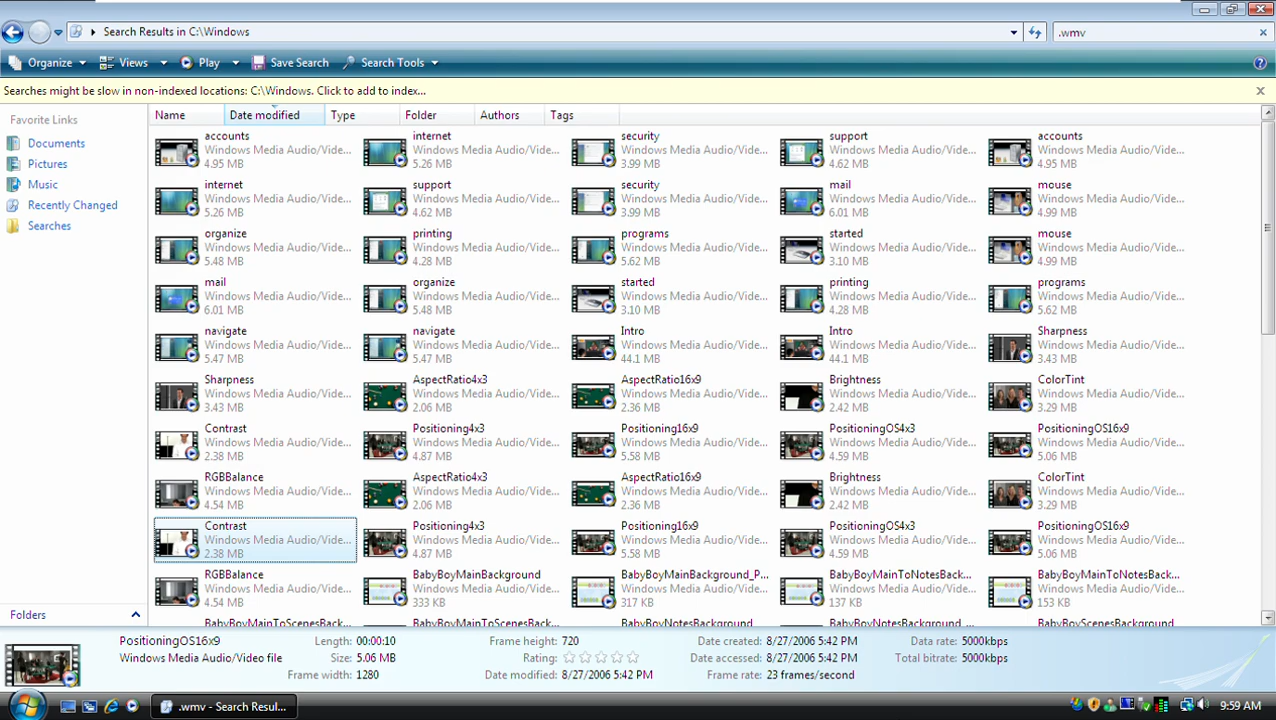 Search Results in C:\Windows
.wmv
Organize Views Play Save Search Search Tools
Searches might be slow in non-indexed locations: C:\Windows. Click to add to index...
Favorite Links
Documents
Pictures
Music
Recently Changed
Searches
Folders
Name Date modified Type Folder Authors Tags
accounts internet security support accounts
Windows Media Audio/Vide... Windows Media Audio/Vide... Windows Media Audio/Vide... Windows Media Audio/Vide... Windows Media Audio/Vide...
4.95 MB 5.26 MB 3.99 MB 4.62 MB 4.95 MB
internet support security mail mouse
Windows Media Audio/Vide... Windows Media Audio/Vide... Windows Media Audio/Vide... Windows Media Audio/Vide... Windows Media Audio/Vide...
5.26 MB 4.62 MB 3.99 MB 6.01 MB 4.99 MB
organize printing programs started mouse
Windows Media Audio/Vide... Windows Media Audio/Vide... Windows Media Audio/Vide... Windows Media Audio/Vide... Windows Media Audio/Vide...
5.48 MB 4.28 MB 5.62 MB 3.10 MB 4.99 MB
mail organize started printing programs
Windows Media Audio/Vide... Windows Media Audio/Vide... Windows Media Audio/Vide... Windows Media Audio/Vide... Windows Media Audio/Vide...
6.01 MB 5.48 MB 3.10 MB 4.28 MB 5.62 MB
navigate navigate Intro Intro Sharpness
Windows Media Audio/Vide... Windows Media Audio/Vide... Windows Media Audio/Vide... Windows Media Audio/Vide... Windows Media Audio/Vide...
5.47 MB 5.47 MB 44.1 MB 44.1 MB 3.43 MB
Sharpness AspectRatio4x3 AspectRatio16x9 Brightness ColorTint
Windows Media Audio/Vide... Windows Media Audio/Vide... Windows Media Audio/Vide... Windows Media Audio/Vide... Windows Media Audio/Vide...
3.43 MB 2.06 MB 2.36 MB 2.42 MB 3.29 MB
Contrast Positioning4x3 Positioning16x9 PositioningOS4x3 PositioningOS16x9
Windows Media Audio/Vide... Windows Media Audio/Vide... Windows Media Audio/Vide... Windows Media Audio/Vide... Windows Media Audio/Vide...
2.38 MB 4.87 MB 5.58 MB 4.59 MB 5.06 MB
RGBBalance AspectRatio4x3 AspectRatio16x9 Brightness ColorTint
Windows Media Audio/Vide... Windows Media Audio/Vide... Windows Media Audio/Vide... Windows Media Audio/Vide... Windows Media Audio/Vide...
4.54 MB 2.06 MB 2.36 MB 2.42 MB 3.29 MB
Contrast Positioning4x3 Positioning16x9 PositioningOS4x3 PositioningOS16x9
Windows Media Audio/Vide... Windows Media Audio/Vide... Windows Media Audio/Vide... Windows Media Audio/Vide... Windows Media Audio/Vide...
2.38 MB 4.87 MB 5.58 MB 4.59 MB 5.06 MB
RGBBalance BabyBoyMainBackground BabyBoyMainBackground_P... BabyBoyMainToNotesBack... BabyBoyMainToNotesBack...
Windows Media Audio/Vide... Windows Media Audio/Vide... Windows Media Audio/Vide... Windows Media Audio/Vide... Windows Media Audio/Vide...
4.54 MB 333 KB 317 KB 137 KB 153 KB
BabyBoyMainToScenesBack... BabyBoyMainToScenesBack... BabyBoyNotesBackground BabyBoyNotesBackground_... BabyBoyScenesBackground
PositioningOS16x9 Length: 00:00:10 Frame height: 720 Date created: 8/27/2006 5:42 PM Data rate: 5000kbps
Windows Media Audio/Video file Size: 5.06 MB Rating: Date accessed: 8/27/2006 5:42 PM Total bitrate: 5000kbps
Frame width: 1280 Date modified: 8/27/2006 5:42 PM Frame rate: 23 frames/second
.wmv - Search Resul... 9:59 AM